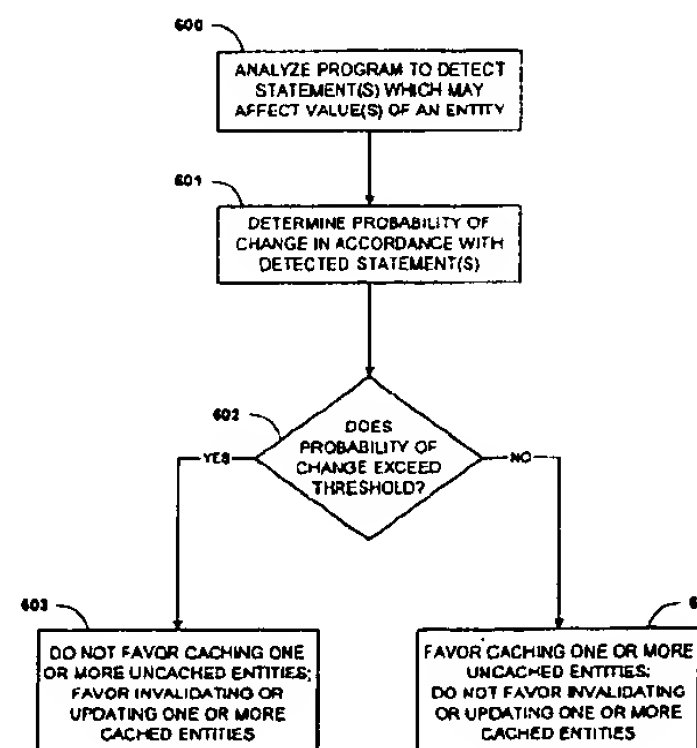 600
ANALYZE PROGRAM TO DETECT
STATEMENT(S) WHICH MAY
AFFECT VALUE(S) OF AN ENTITY
601
DETERMINE PROBABILITY OF
CHANGE IN ACCORDANCE WITH
DETECTED STATEMENT(S)
602
DOES
PROBABILITY OF
CHANGE EXCEED
THRESHOLD?
YES
NO
603
DO NOT FAVOR CACHING ONE
OR MORE UNCACHED ENTITIES;
FAVOR INVALIDATING OR
UPDATING ONE OR MORE
CACHED ENTITIES
FAVOR CACHING ONE OR MORE
UNCACHED ENTITIES;
DO NOT FAVOR INVALIDATING
OR UPDATING ONE OR MORE
CACHED ENTITIES